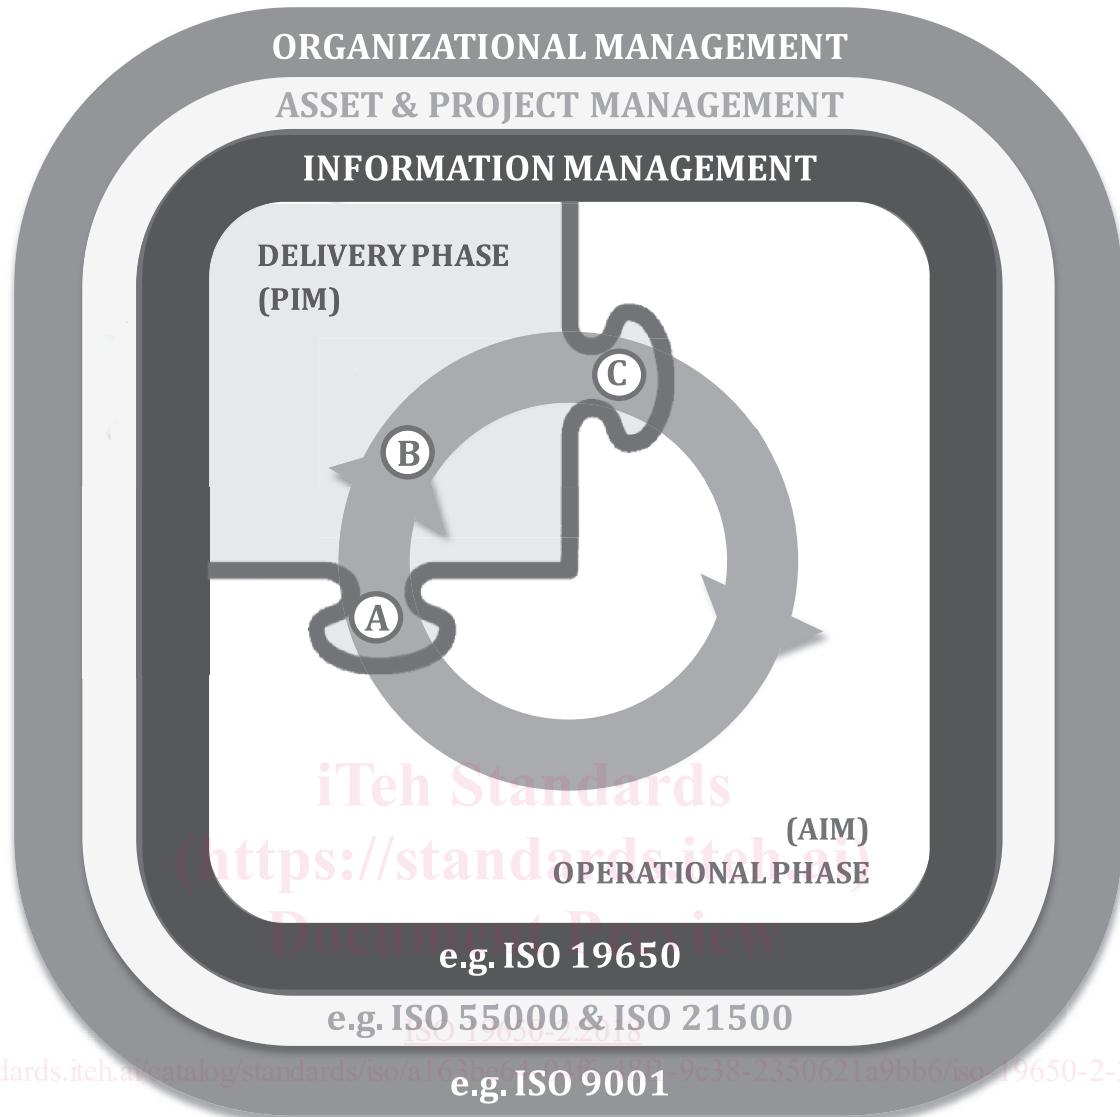 ORGANIZATIONAL MANAGEMENT
ASSET & PROJECT MANAGEMENT
INFORMATION MANAGEMENT
DELIVERY PHASE
(PIM)
C
B
A
iTeh Standards
(AIM)
(https://standards.iteh.ai)
OPERATIONAL PHASE
Document Preview
e.g. ISO 19650
e.g. ISO 55000 & ISO 21500
ISO 19650-2:2018
e.g. ISO 9001